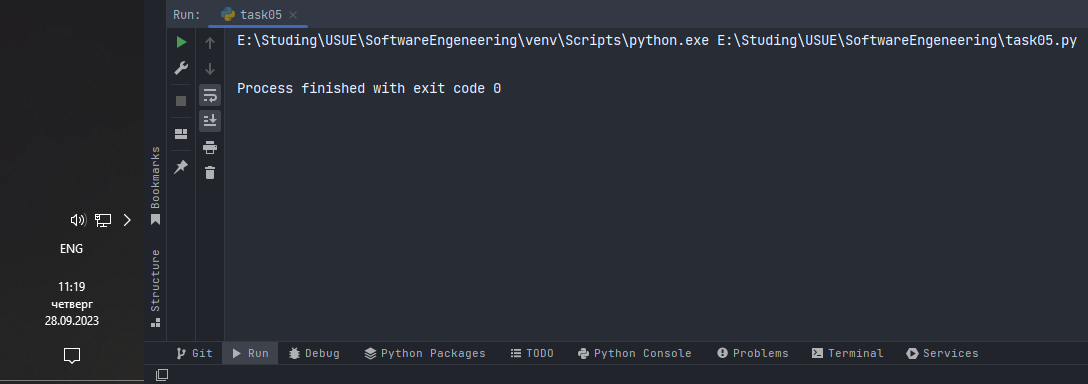 Run: task05
E:\Studing\USUE\SoftwareEngeneering\venv\Scripts\python.exe E:\Studing\USUE\SoftwareEngeneering\task05.py
Process finished with exit code 0
Bookmarks
Structure
ENG
11:19
четверг
28.09.2023
Git Run Debug Python Packages TODO Python Console Problems Terminal Services